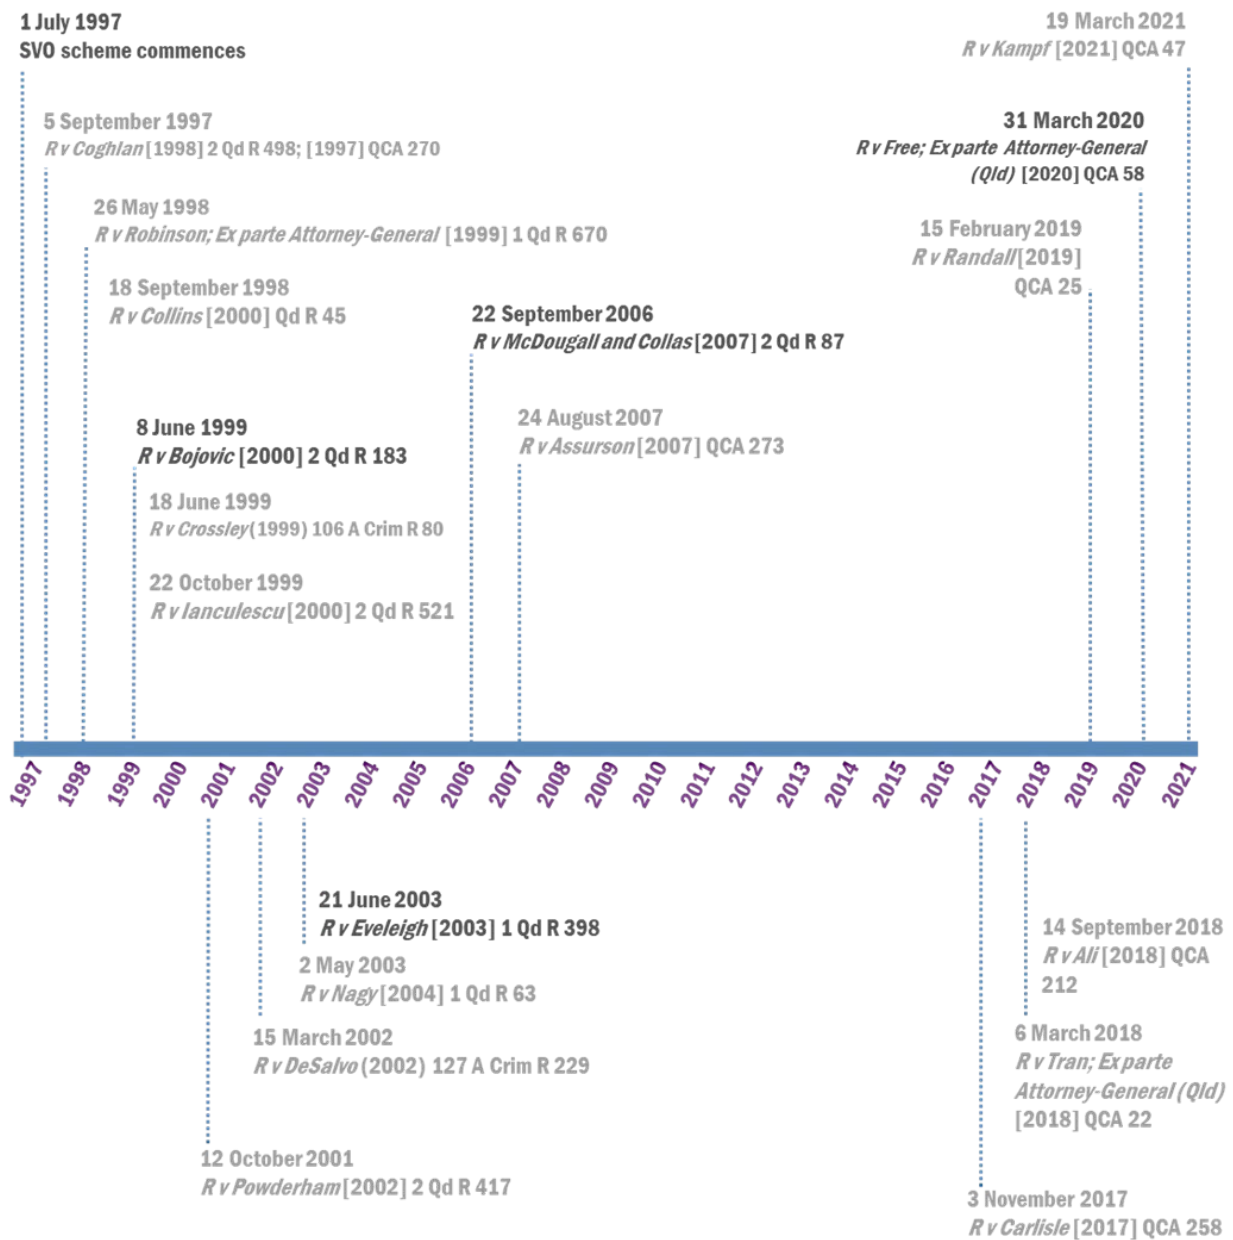 1 July 1997
SVO scheme commences
19 March 2021
R v Kampf [2021] QCA 47
5 September 1997
R v Coghlan [1998] 2 Qd R 498; [1997] QCA 270
31 March 2020
R v Free; Ex parte Attorney-General
(Qld) [2020] QCA 58
26 May 1998
R v Robinson; Ex parte Attorney-General [1999] 1 Qd R 670
15 February 2019
R v Randall [2019]
QCA 25
18 September 1998
R v Collins [2000] Qd R 45
22 September 2006
R v McDougall and Collas [2007] 2 Qd R 87
8 June 1999
R v Bojovic [2000] 2 Qd R 183
24 August 2007
R v Assurson [2007] QCA 273
18 June 1999
R v Crossley (1999) 106 A Crim R 80
22 October 1999
R v Ianculescu [2000] 2 Qd R 521
1997
1998
1999
2000
2001
2002
2003
2004
2005
2006
2007
2008
2009
2010
2011
2012
2013
2014
2015
2016
2017
2018
2019
2020
2021
21 June 2003
R v Eveleigh [2003] 1 Qd R 398
2 May 2003
R v Nagy [2004] 1 Qd R 63
15 March 2002
R v DeSalvo (2002) 127 A Crim R 229
12 October 2001
R v Powderham [2002] 2 Qd R 417
14 September 2018
R v Ali [2018] QCA
212
6 March 2018
R v Tran; Ex parte
Attorney-General (Qld)
[2018] QCA 22
3 November 2017
R v Carlisle [2017] QCA 258